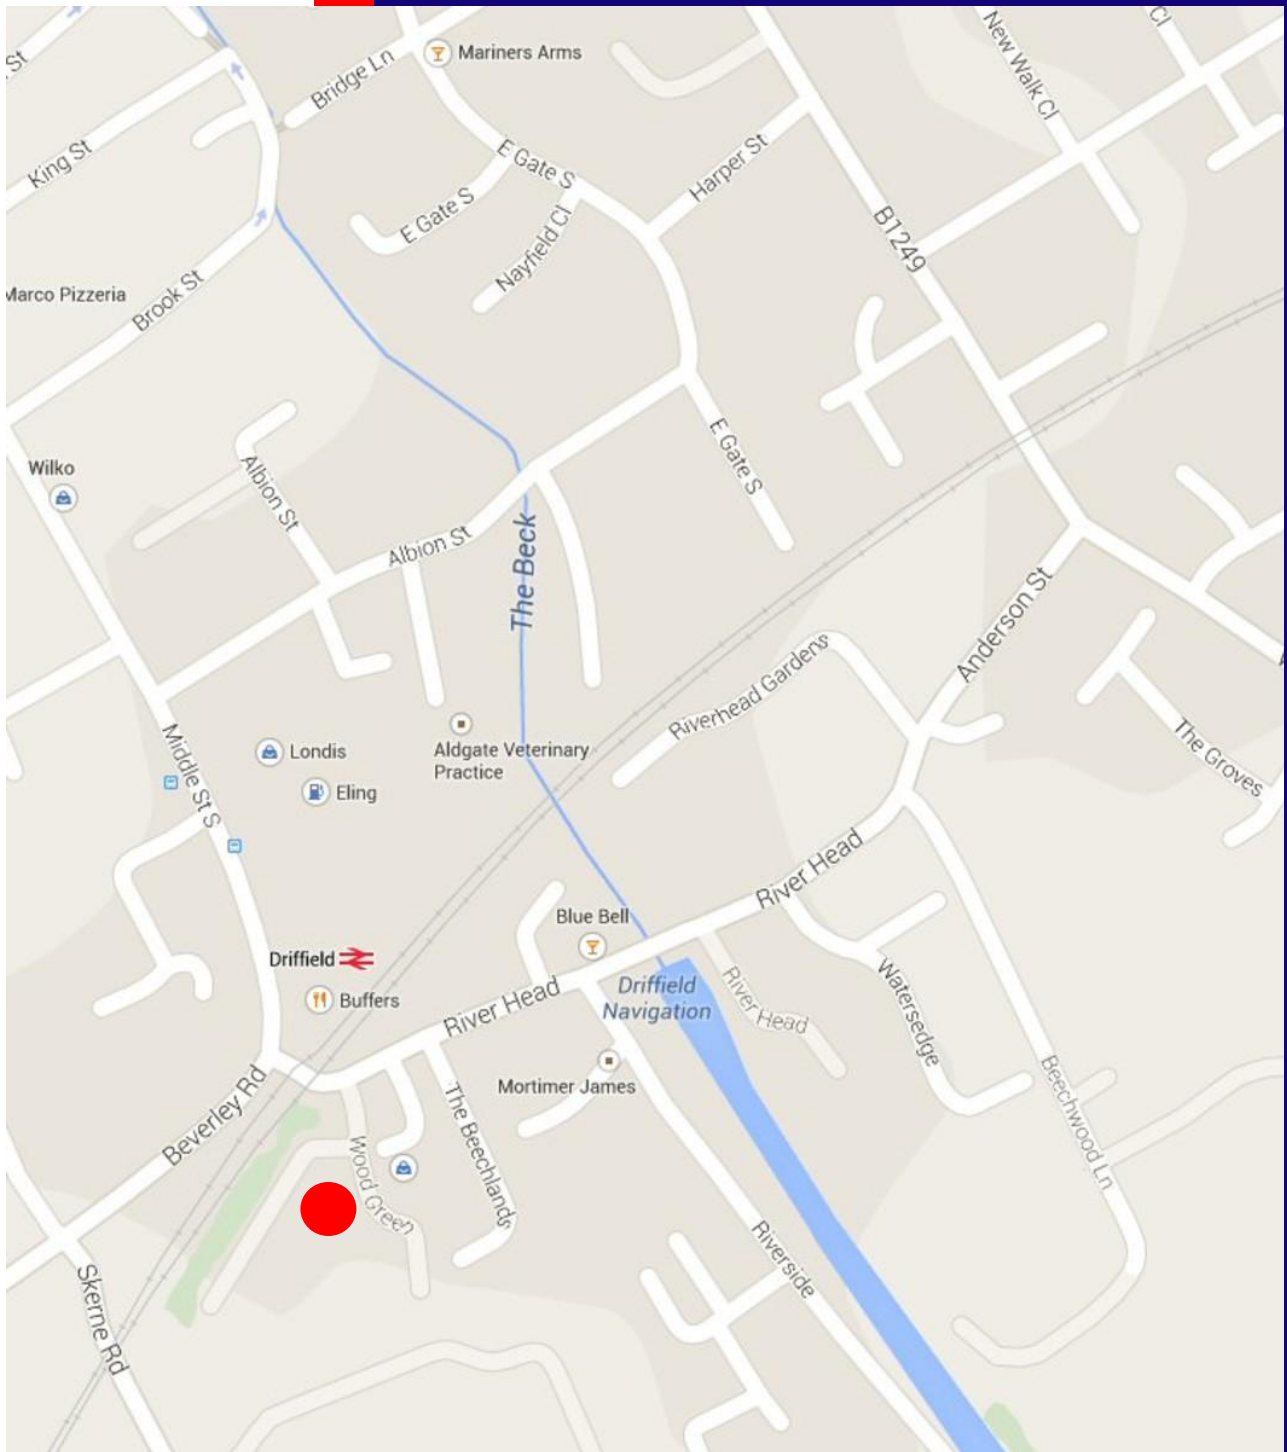 St
Bridge Ln
Mariners Arms
New Walk Cl
Cl
King St
E Gate S
Harper St
E Gate S
Nayfield Cl
B1249
Marco Pizzeria
Brook St
Wilko
Albion St
E Gate S
Albion St
The Beck
Anderson St
Riverhead Gardens
Middle St S
Londis
Aldgate Veterinary
Practice
The Groves
Eling
River Head
Blue Bell
Driffield
Buffers
River Head
Driffield
Navigation
River Head
Watersedge
Mortimer James
Beverley Rd
The Beechlands
Beechwood Ln
Wood Green
Riverside
Skerne Rd